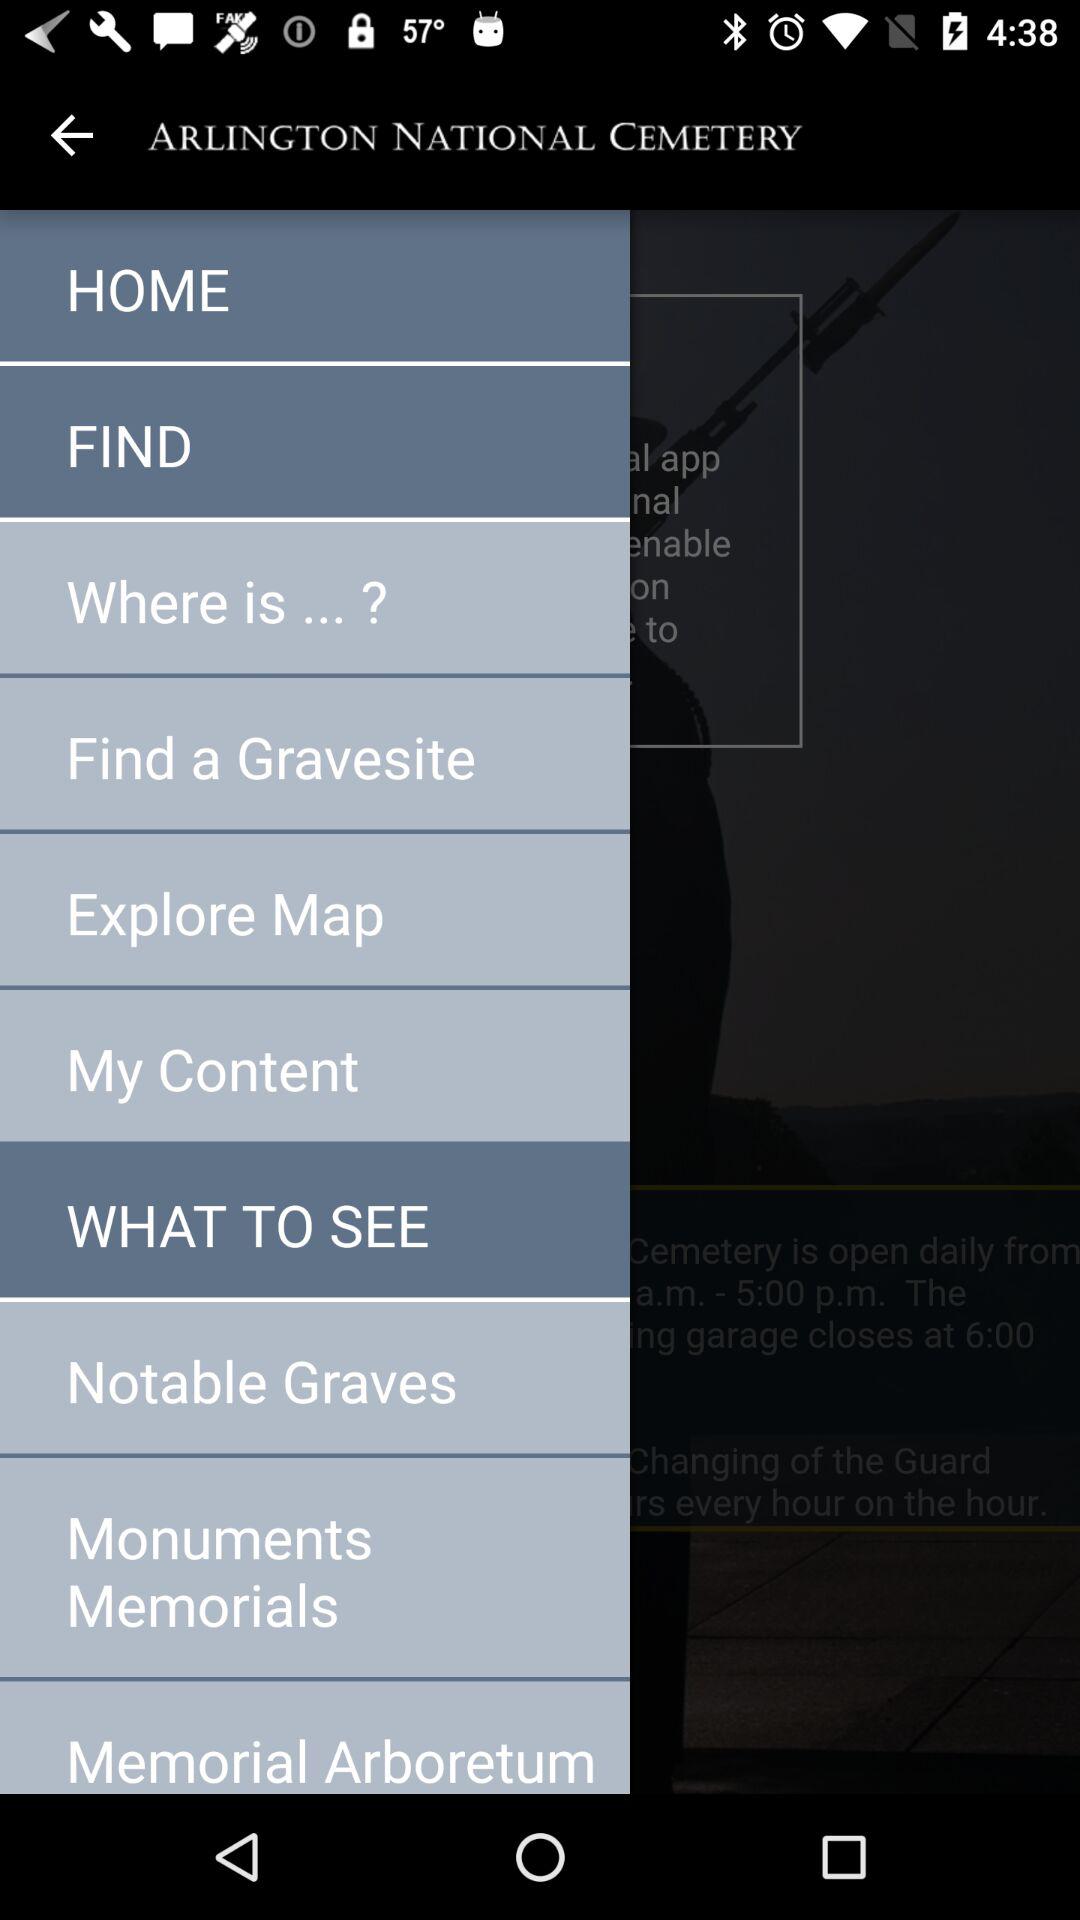 FAKE 57° 4:38
ARLINGTON NATIONAL CEMETERY
HOME
FIND
Where is ... ?
Find a Gravesite
Explore Map
My Content
WHAT TO SEE
Notable Graves
Monuments
Memorials
Memorial Arboretum
al app
nal
enable
on
e to
Cemetery is open daily from
a.m. - 5:00 p.m. The
ing garage closes at 6:00
Changing of the Guard
rs every hour on the hour.